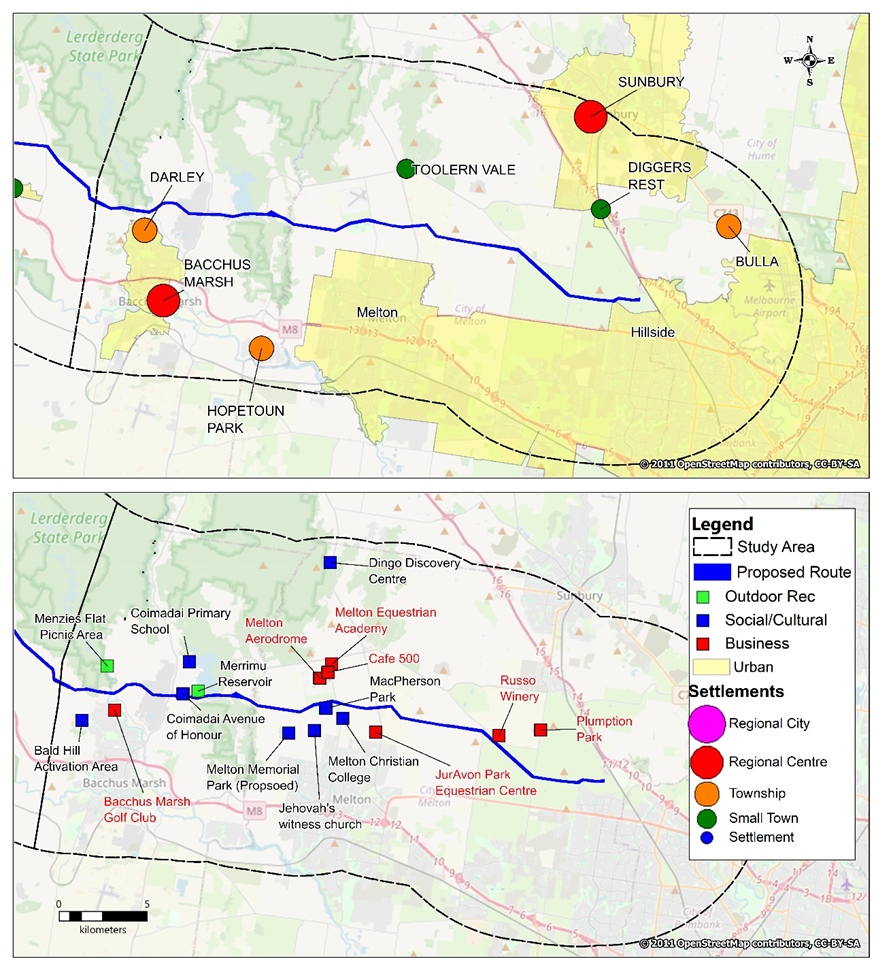 Lerderderg
State Park
N
W E
S
SUNBURY
City of
Hume
DARLEY
TOOLERN VALE
DIGGERS
REST
C743
BULLA
BACCHUS
MARSH
Melton
City of
Melton
Hillside
Melbourne
Airport
M8
HOPETOUN
PARK
© 2011 OpenStreetMap contributors, CC-BY-SA
Lerderderg
State Park
Dingo Discovery
Centre
Sunbury
Menzies Flat
Picnic Area
Coimadai Primary
School
Melton
Aerodrome
Melton Equestrian
Academy
Cafe 500
Merrimu
Reservoir
MacPherson
Park
Russo
Winery
Plumption
Park
Coimadai Avenue
of Honour
Bald Hill
Activation Area
Bacchus Marsh
Bacchus Marsh
Golf Club
Melton Memorial
Park (Propsoed)
Melton Christian
College
JurAvon Park
Equestrian Centre
Jehovah's
witness church
Melton
City of
Melton
M8
11/12
0 5
kilometers
Legend
Study Area
Proposed Route
Outdoor Rec
Social/Cultural
Business
Urban
Settlements
Regional City
Regional Centre
Township
Small Town
Settlement
© 2011 OpenStreetMap contributors, CC-BY-SA